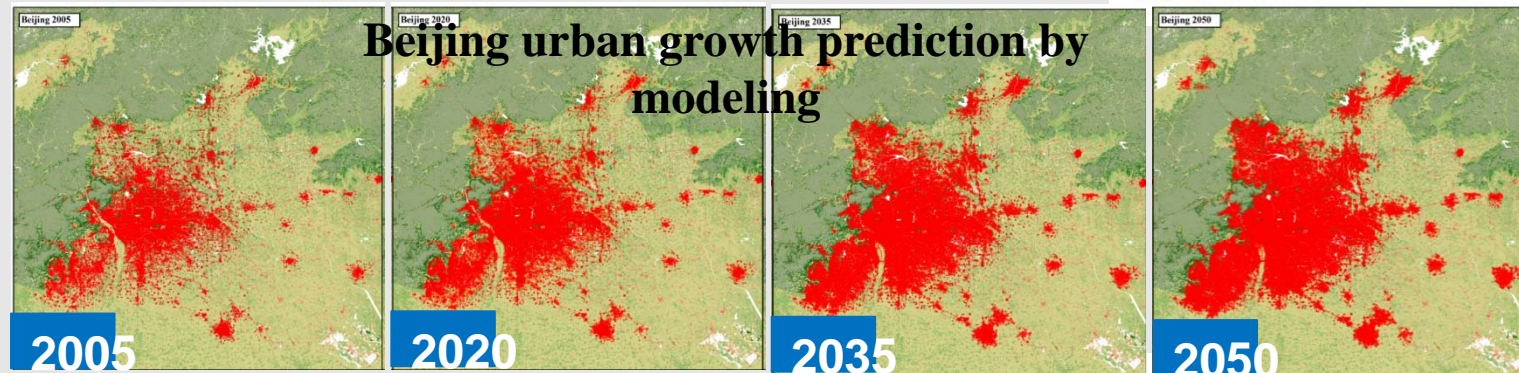 Beijing 2005
Beijing 2020
Beijing 2035
Beijing 2050
Beijing urban growth prediction by
modeling
2005
2020
2035
2050